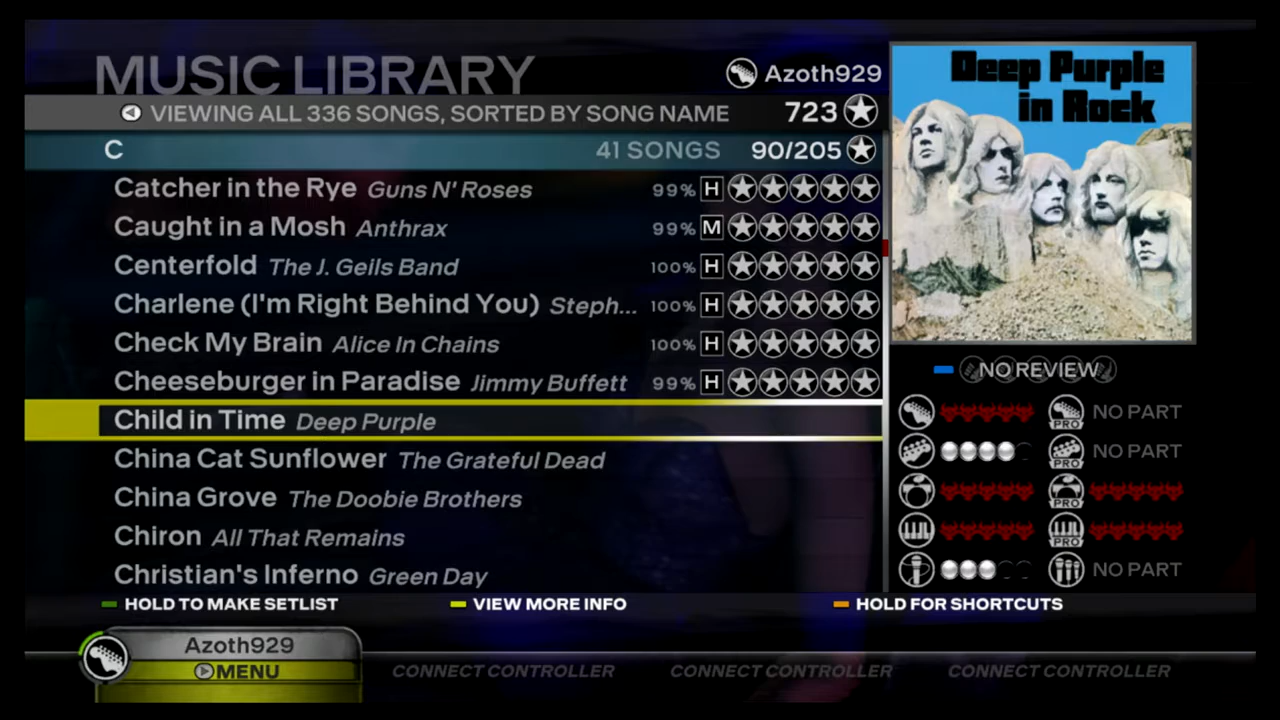 MUSIC LIBRARY
Azoth929
VIEWING ALL 336 SONGS, SORTED BY SONG NAME 723
C 41 SONGS 90/205
Catcher in the Rye Guns N' Roses 99% H
Caught in a Mosh Anthrax 99% M
Centerfold The J. Geils Band 100% H
Charlene (I'm Right Behind You) Steph... 100% H
Check My Brain Alice In Chains 100% H
Cheeseburger in Paradise Jimmy Buffett 99% H
Child in Time Deep Purple
China Cat Sunflower The Grateful Dead
China Grove The Doobie Brothers
Chiron All That Remains
Christian's Inferno Green Day
Deep Purple
in Rock
NO REVIEW
PRO NO PART
PRO NO PART
PRO
PRO
NO PART
HOLD TO MAKE SETLIST VIEW MORE INFO HOLD FOR SHORTCUTS
Azoth929
MENU
CONNECT CONTROLLER CONNECT CONTROLLER CONNECT CONTROLLER